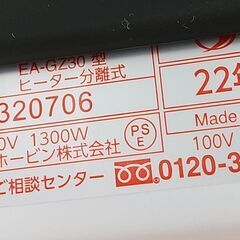 EA-GZ30 型
ヒーター分離式
320706
22年
0V 1300W
PSE
Made
ホービン株式会社
100V
ご相談センター 0120-3